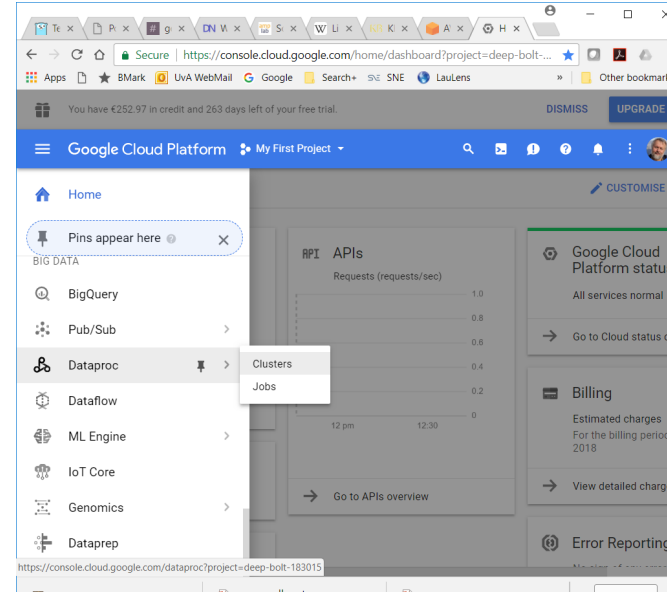 Te
P
g
DN W
S
W Li
K
A
H
Secure
https://console.cloud.google.com/home/dashboard?project=deep-bolt-...
Apps
BMark
UvA WebMail
Google
Search+
SNE SNE
LauLens
»
Other bookmark
You have €252.97 in credit and 263 days left of your free trial.
DISMISS
UPGRADE
Google Cloud Platform
My First Project
Home
CUSTOMISE
Pins appear here
BIG DATA
BigQuery
Pub/Sub
Dataproc
Clusters
Jobs
Dataflow
ML Engine
IoT Core
Genomics
Dataprep
https://console.cloud.google.com/dataproc?project=deep-bolt-183015
API APIs
Requests (requests/sec)
1.0
0.8
0.6
0.4
0.2
0
12 pm
12:30
Go to APIs overview
Google Cloud
Platform statu
All services normal
Go to Cloud status d
Billing
Estimated charges
For the billing period
2018
View detailed charg
Error Reporting